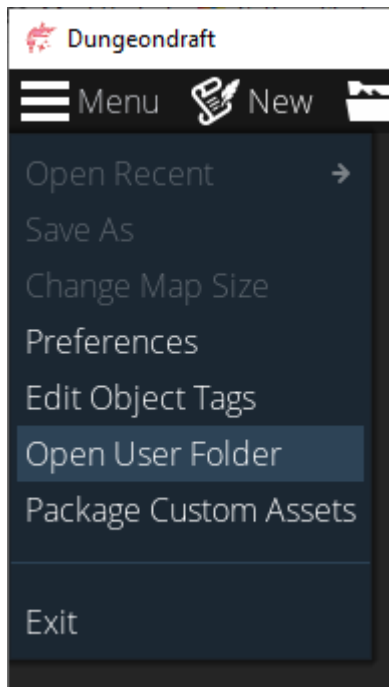 Dungeondraft
Menu New
Open Recent
Save As
Change Map Size
Preferences
Edit Object Tags
Open User Folder
Package Custom Assets
Exit